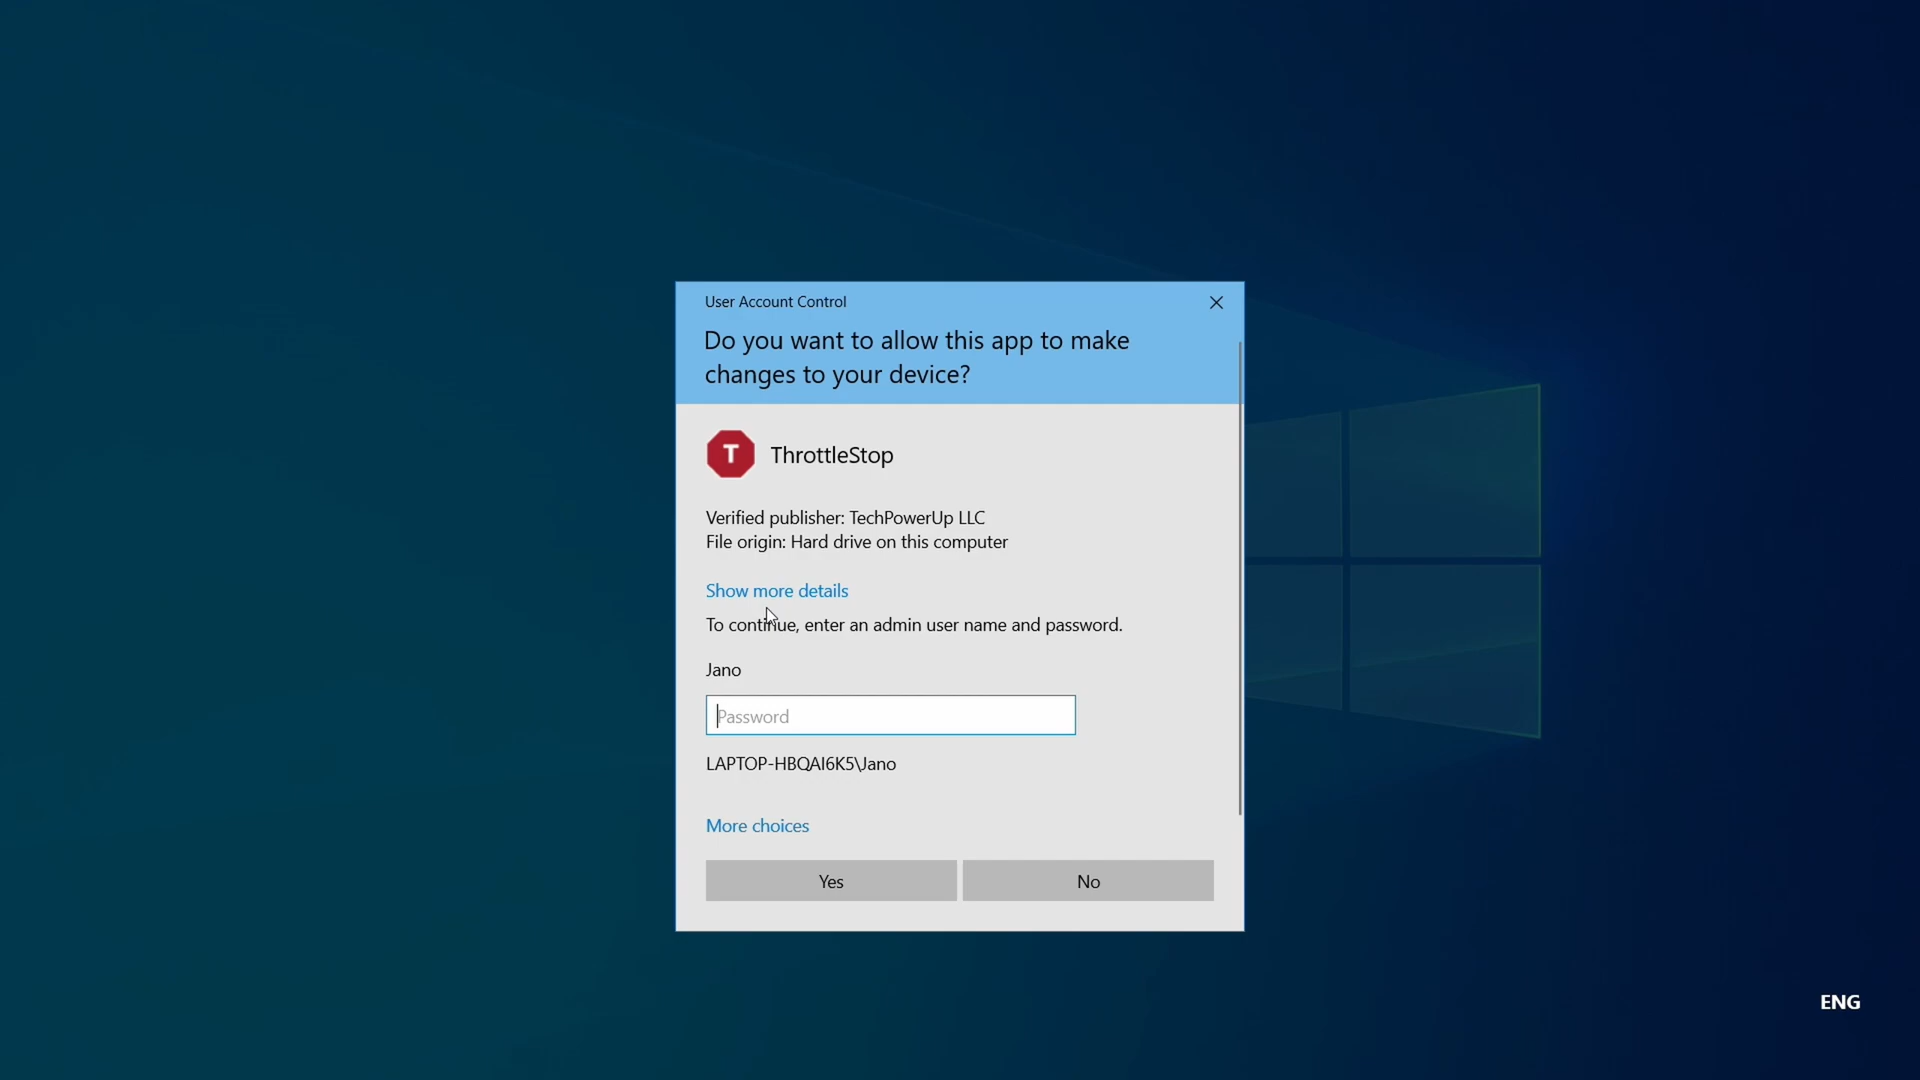 User Account Control
Do you want to allow this app to make
changes to your device?
T
ThrottleStop
Verified publisher: TechPowerUp LLC
File origin: Hard drive on this computer
Show more details
To continue, enter an admin user name and password.
Jano
Password
LAPTOP-HBQAI6K5\Jano
More choices
Yes
No
ENG